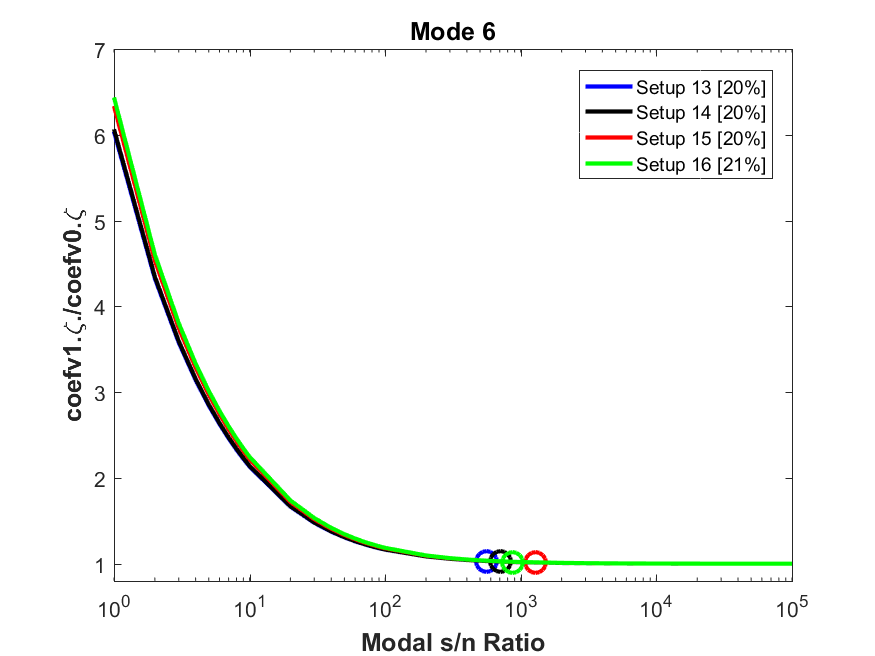 Mode 6
7
6
5
4
3
2
1
coefv1.ζ./coefv0.ζ
Setup 13 [20%]
Setup 14 [20%]
Setup 15 [20%]
Setup 16 [21%]
10^0 10^1 10^2 10^3 10^4 10^5
Modal s/n Ratio